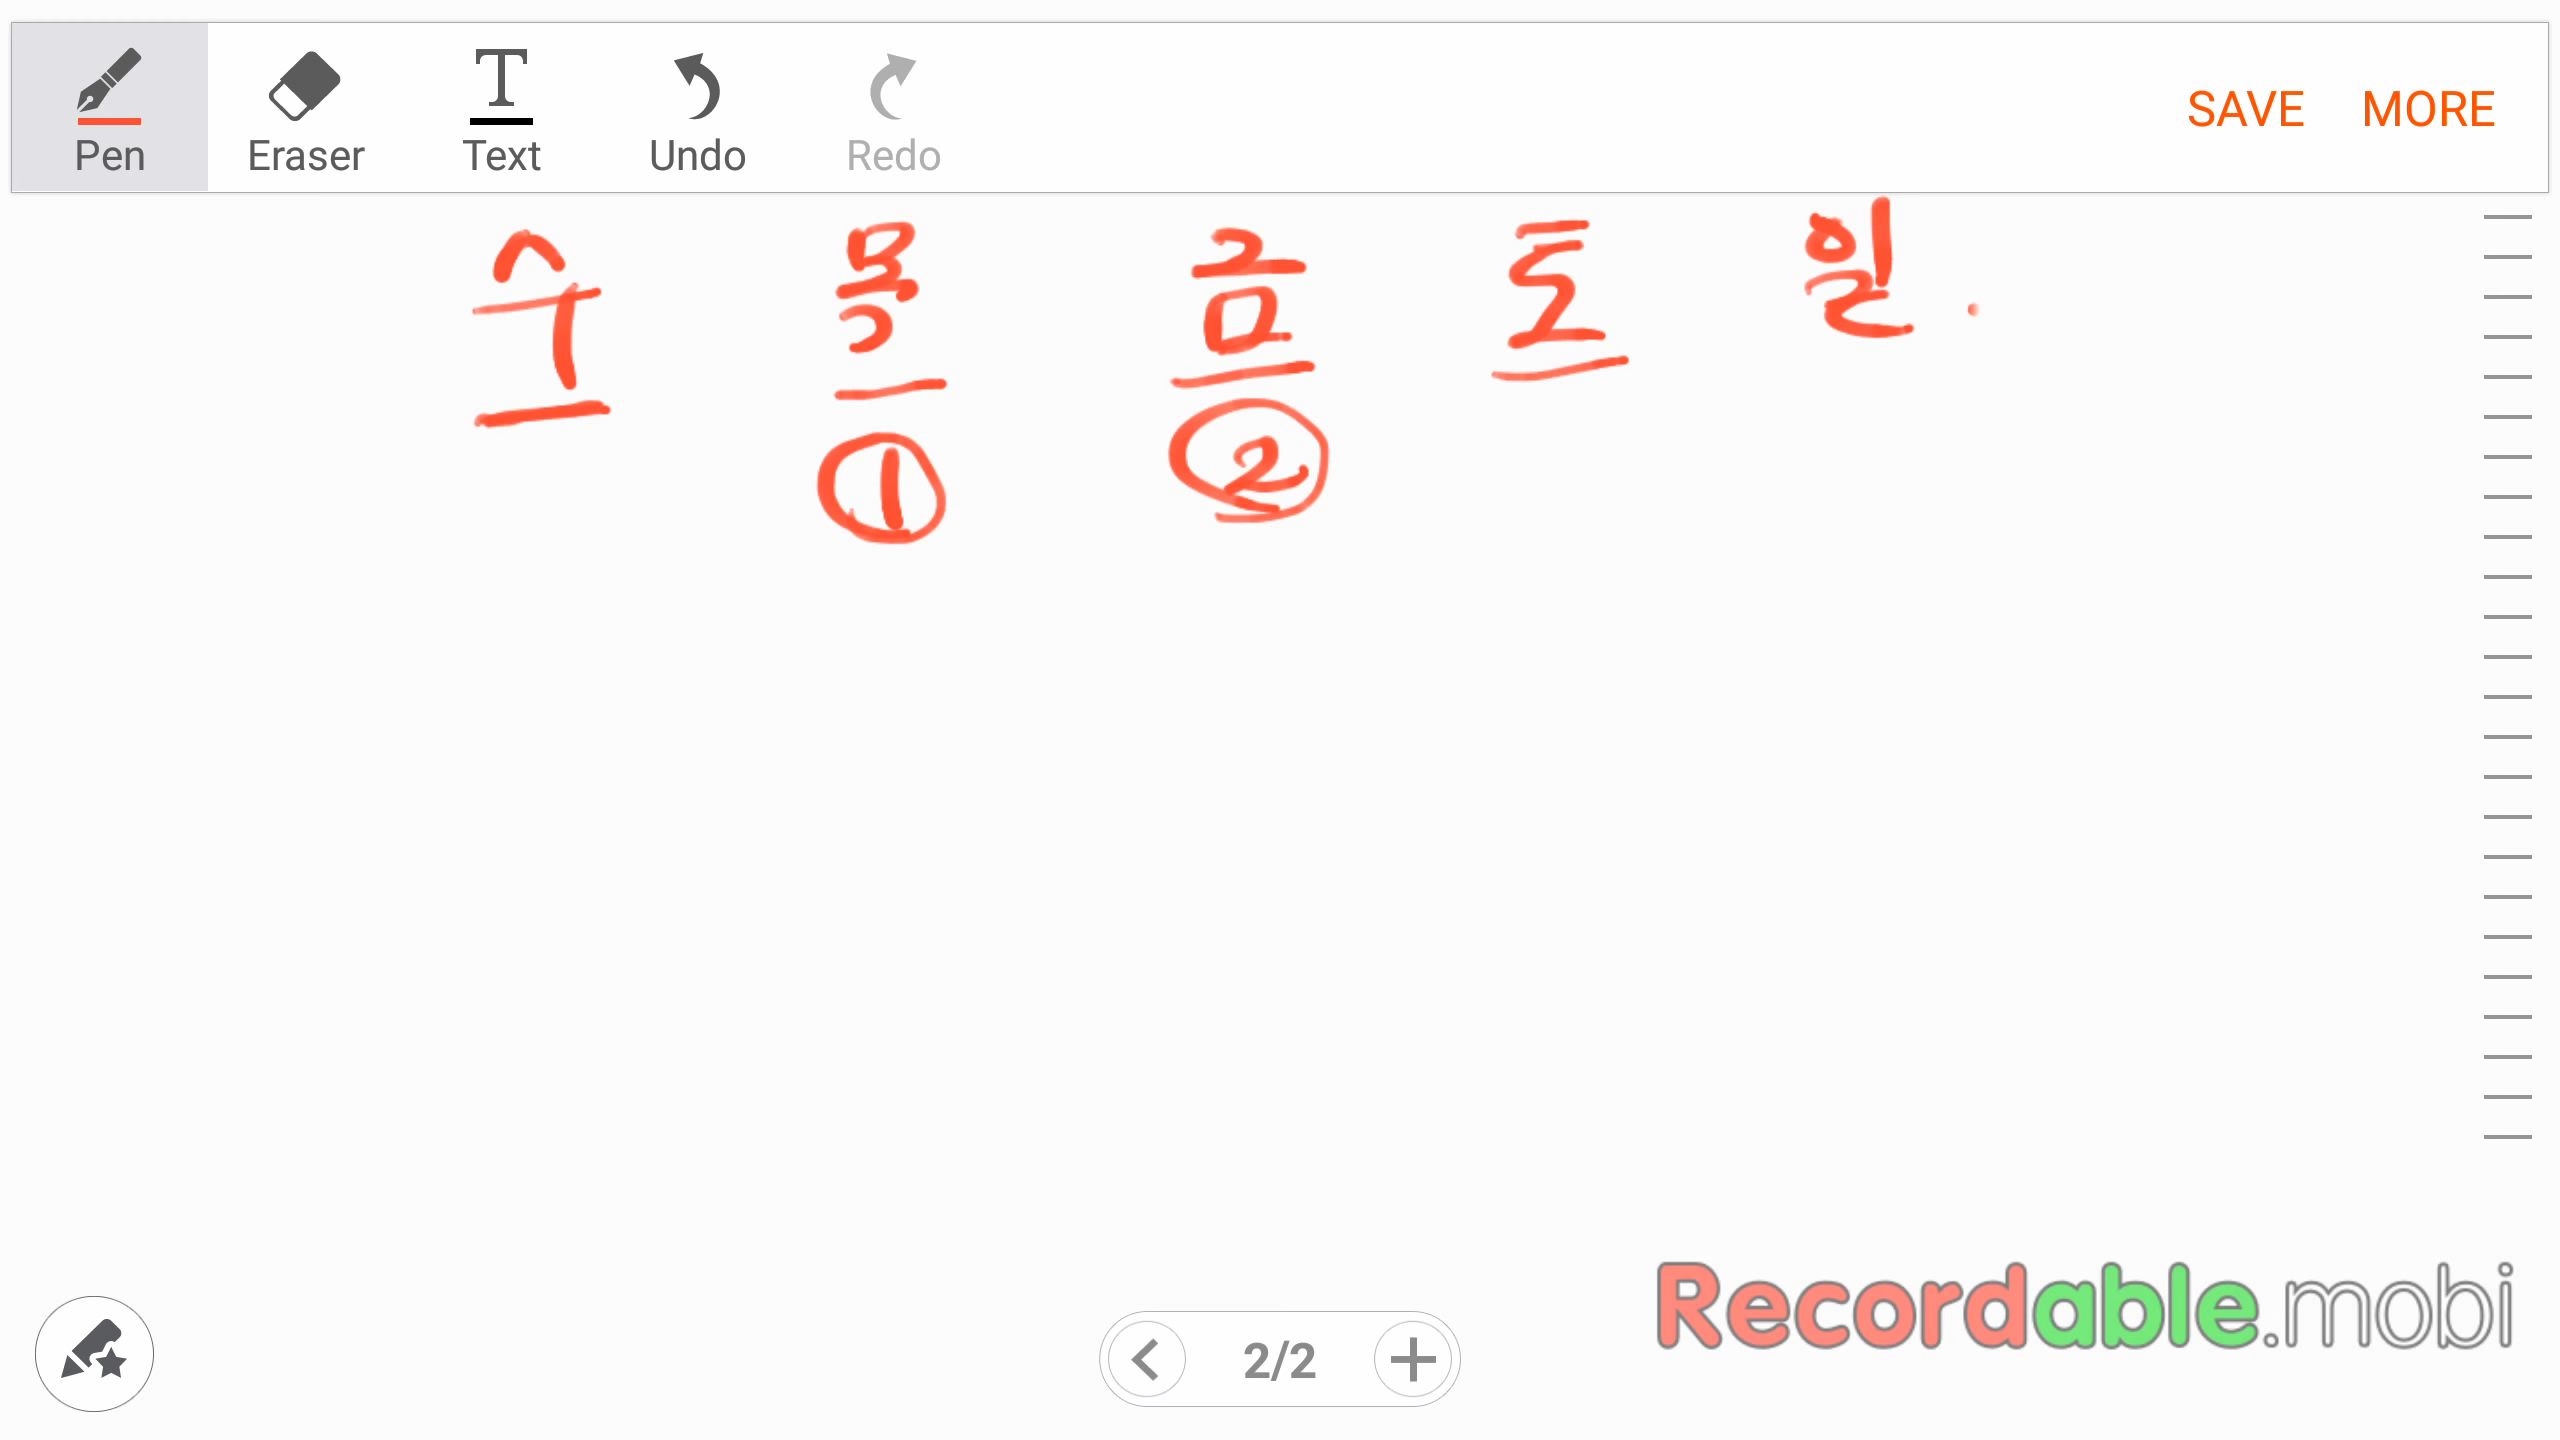 Pen Eraser Text Undo Redo SAVE MORE
수 목 금 토 일.
① ②
2/2
Recordable.mobi